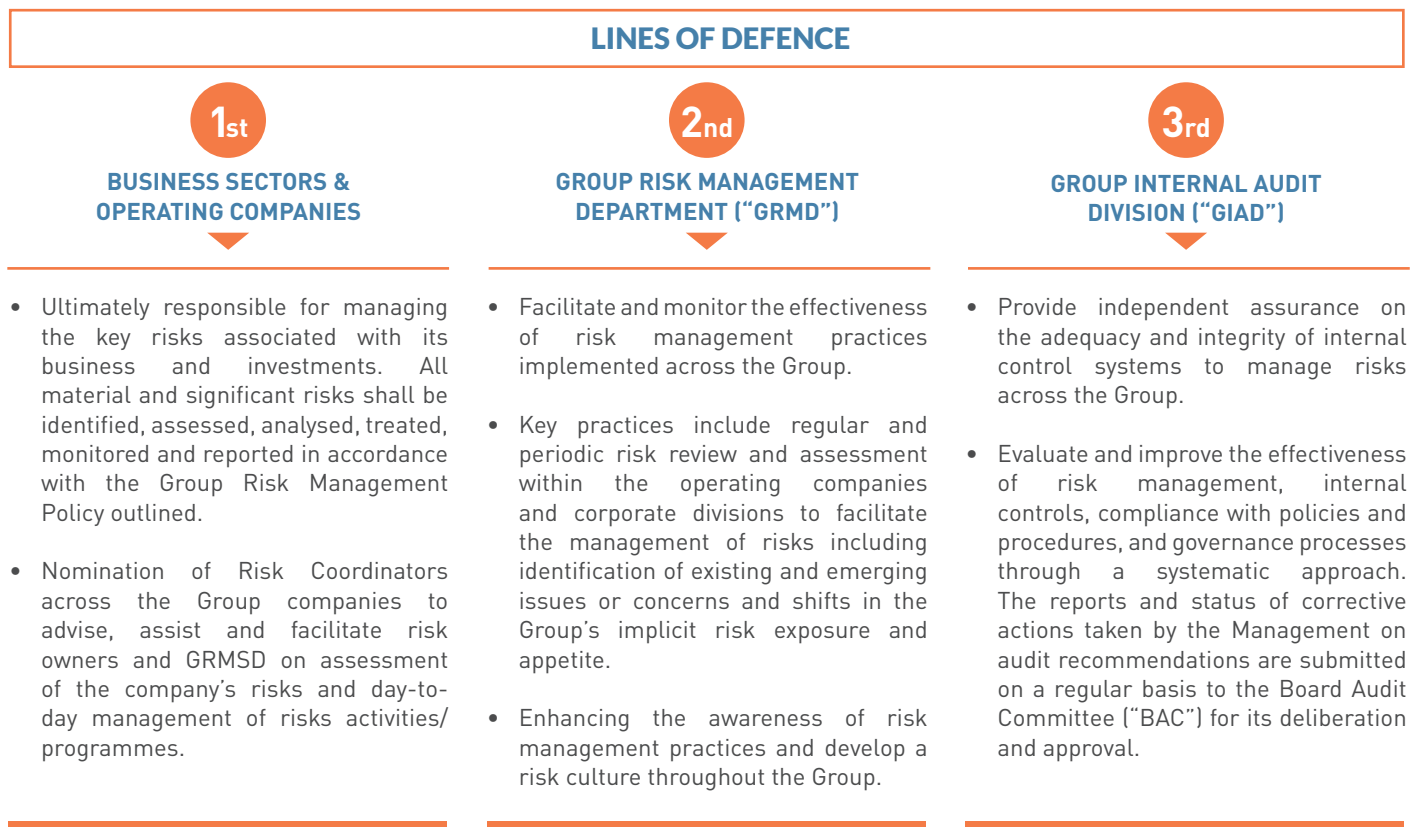 LINES OF DEFENCE
1st
BUSINESS SECTORS &
OPERATING COMPANIES
• Ultimately responsible for managing
the key risks associated with its
business and investments. All
material and significant risks shall be
identified, assessed, analysed, treated,
monitored and reported in accordance
with the Group Risk Management
Policy outlined.
• Nomination of Risk Coordinators
across the Group companies to
advise, assist and facilitate risk
owners and GRMSD on assessment
of the company's risks and day-to-
day management of risks activities/
programmes.
2nd
GROUP RISK MANAGEMENT
DEPARTMENT (“GRMD”)
• Facilitate and monitor the effectiveness
of risk management practices
implemented across the Group.
• Key practices include regular and
periodic risk review and assessment
within the operating companies
and corporate divisions to facilitate
the management of risks including
identification of existing and emerging
issues or concerns and shifts in the
Group's implicit risk exposure and
appetite.
• Enhancing the awareness of risk
management practices and develop a
risk culture throughout the Group.
3rd
GROUP INTERNAL AUDIT
DIVISION (“GIAD”)
• Provide independent assurance on
the adequacy and integrity of internal
control systems to manage risks
across the Group.
• Evaluate and improve the effectiveness
of risk management, internal
controls, compliance with policies and
procedures, and governance processes
through a systematic approach.
The reports and status of corrective
actions taken by the Management on
audit recommendations are submitted
on a regular basis to the Board Audit
Committee (“BAC”) for its deliberation
and approval.